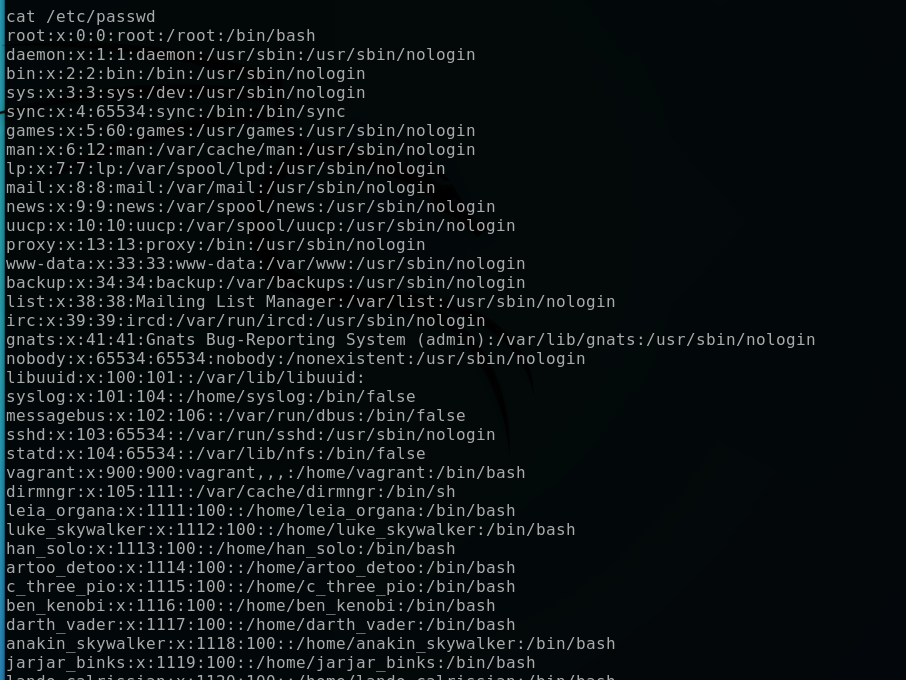 cat /etc/passwd
root:x:0:0:root:/root:/bin/bash
daemon:x:1:1:daemon:/usr/sbin:/usr/sbin/nologin
bin:x:2:2:bin:/bin:/usr/sbin/nologin
sys:x:3:3:sys:/dev:/usr/sbin/nologin
sync:x:4:65534:sync:/bin:/bin/sync
games:x:5:60:games:/usr/games:/usr/sbin/nologin
man:x:6:12:man:/var/cache/man:/usr/sbin/nologin
lp:x:7:7:lp:/var/spool/lpd:/usr/sbin/nologin
mail:x:8:8:mail:/var/mail:/usr/sbin/nologin
news:x:9:9:news:/var/spool/news:/usr/sbin/nologin
uucp:x:10:10:uucp:/var/spool/uucp:/usr/sbin/nologin
proxy:x:13:13:proxy:/bin:/usr/sbin/nologin
www-data:x:33:33:www-data:/var/www:/usr/sbin/nologin
backup:x:34:34:backup:/var/backups:/usr/sbin/nologin
list:x:38:38:Mailing List Manager:/var/list:/usr/sbin/nologin
irc:x:39:39:ircd:/var/run/ircd:/usr/sbin/nologin
gnats:x:41:41:Gnats Bug-Reporting System (admin):/var/lib/gnats:/usr/sbin/nologin
nobody:x:65534:65534:nobody:/nonexistent:/usr/sbin/nologin
libuuid:x:100:101::/var/lib/libuuid:
syslog:x:101:104::/home/syslog:/bin/false
messagebus:x:102:106::/var/run/dbus:/bin/false
sshd:x:103:65534::/var/run/sshd:/usr/sbin/nologin
statd:x:104:65534::/var/lib/nfs:/bin/false
vagrant:x:900:900:vagrant,,,:/home/vagrant:/bin/bash
dirmngr:x:105:111::/var/cache/dirmngr:/bin/sh
leia_organa:x:1111:100::/home/leia_organa:/bin/bash
luke_skywalker:x:1112:100::/home/luke_skywalker:/bin/bash
han_solo:x:1113:100::/home/han_solo:/bin/bash
artoo_detoo:x:1114:100::/home/artoo_detoo:/bin/bash
c_three_pio:x:1115:100::/home/c_three_pio:/bin/bash
ben_kenobi:x:1116:100::/home/ben_kenobi:/bin/bash
darth_vader:x:1117:100::/home/darth_vader:/bin/bash
anakin_skywalker:x:1118:100::/home/anakin_skywalker:/bin/bash
jarjar_binks:x:1119:100::/home/jarjar_binks:/bin/bash
lando_calrissian:x:1120:100::/home/lando_calrissian:/bin/bash